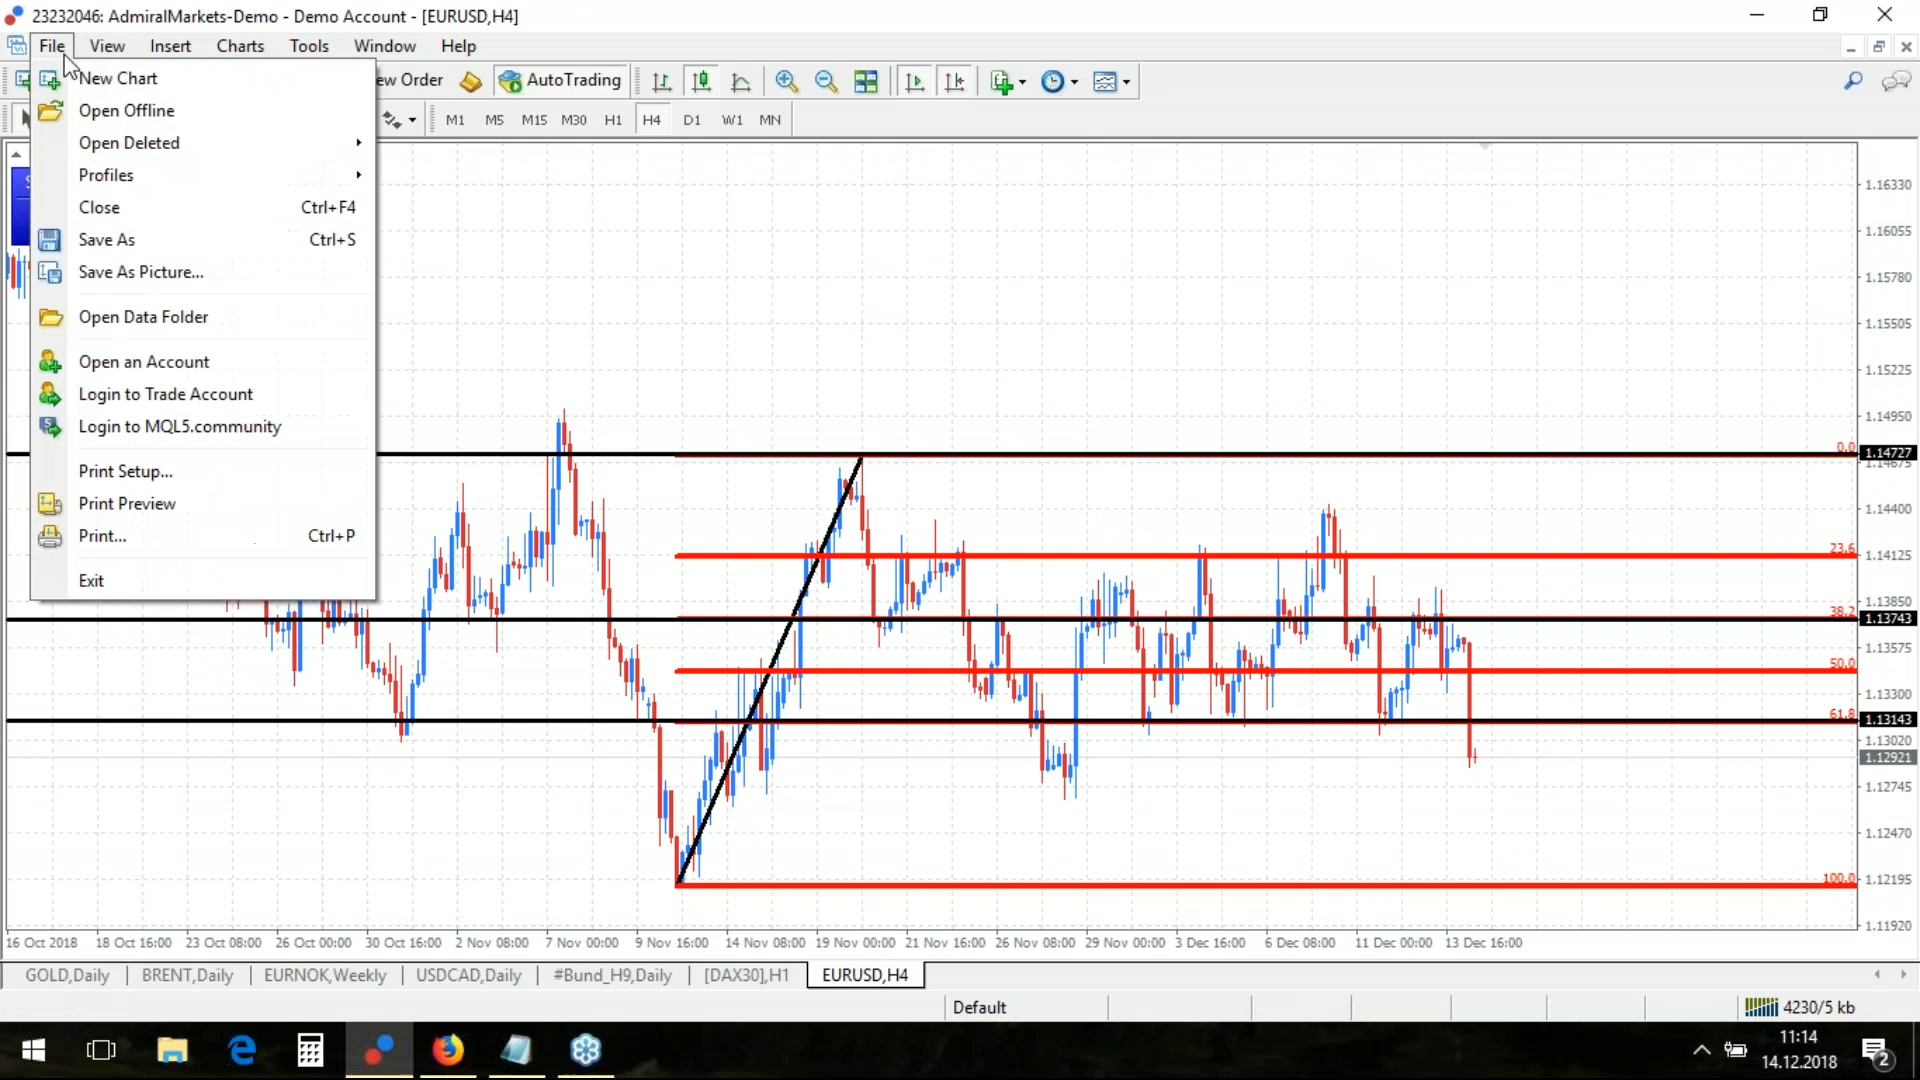 23232046: AdmiralMarkets-Demo - Demo Account - [EURUSD,H4]
File View Insert Charts Tools Window Help
New Chart
Open Offline
Open Deleted
Profiles
Close Ctrl+F4
Save As Ctrl+S
Save As Picture...
Open Data Folder
Open an Account
Login to Trade Account
Login to MQL5.community
Print Setup...
Print Preview
Print... Ctrl+P
Exit
ew Order AutoTrading
M1 M5 M15 M30 H1 H4 D1 W1 MN
1.16330
1.16055
1.15780
1.15505
1.15225
1.14950
0.0
1.14727
1.14675
1.14400
23.6
1.14125
1.13850
38.2
1.13743
1.13575
50.0
1.13300
61.8
1.13143
1.13020
1.12921
1.12745
1.12470
100.0
1.12195
1.11920
16 Oct 2018 18 Oct 16:00 23 Oct 08:00 26 Oct 00:00 30 Oct 16:00 2 Nov 08:00 7 Nov 00:00 9 Nov 16:00 14 Nov 08:00 19 Nov 00:00 21 Nov 16:00 26 Nov 08:00 29 Nov 00:00 3 Dec 16:00 6 Dec 08:00 11 Dec 00:00 13 Dec 16:00
GOLD,Daily BRENT,Daily EURNOK,Weekly USDCAD,Daily #Bund_H9,Daily [DAX30],H1 EURUSD,H4
Default 4230/5 kb
11:14
14.12.2018
2